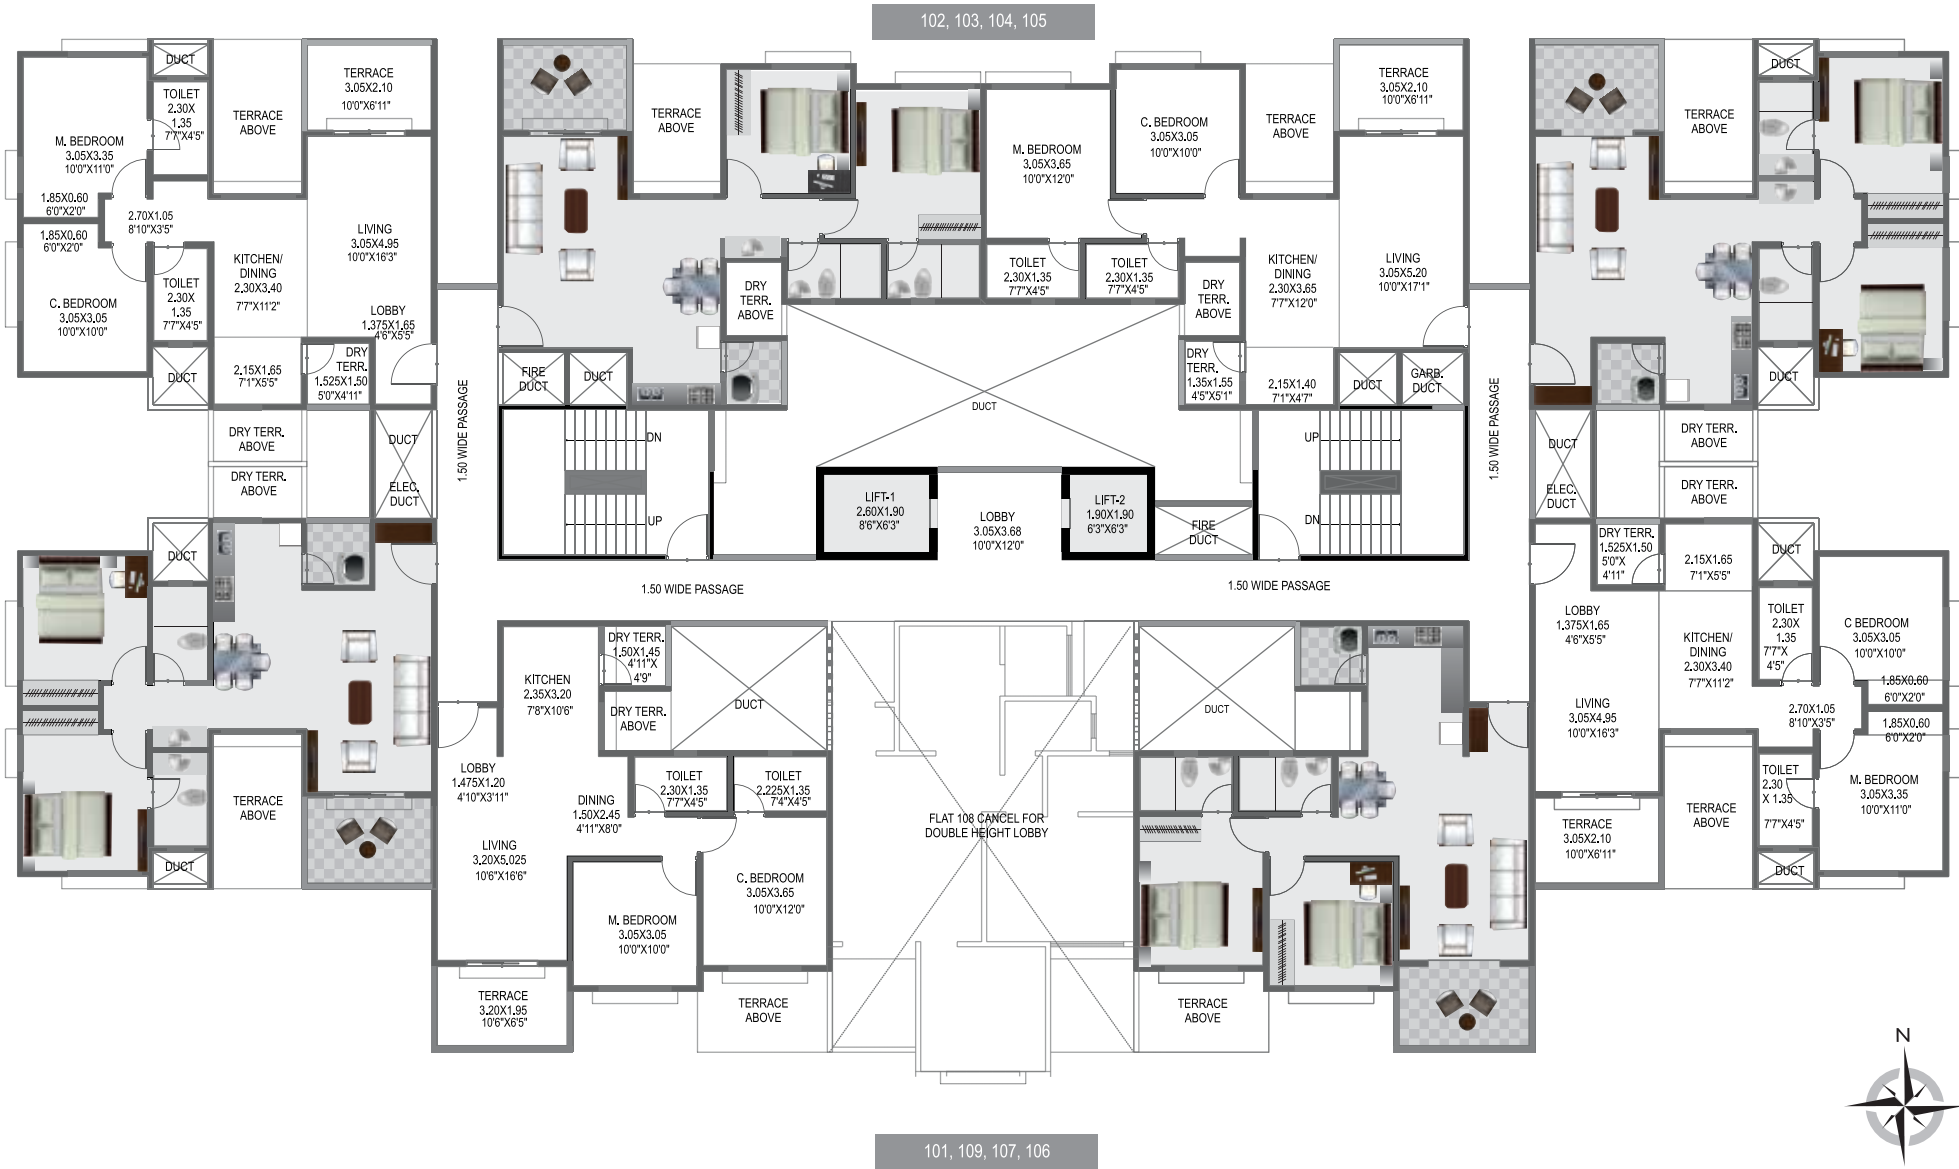 102, 103, 104, 105
DUCT
TOILET
2.30X
1.35
7'7"X4'5"
M. BEDROOM
3.05X3.35
10'0"X11'0"
1.85X0.60
6'0"X2'0"
1.85X0.60
6'0"X2'0"
2.70X1.05
8'10"X3'5"
C. BEDROOM
3.05X3.05
10'0"X10'0"
TOILET
2.30X
1.35
7'7"X4'5"
DUCT
TERRACE
ABOVE
TERRACE
3.05X2.10
10'0"X6'11"
LIVING
3.05X4.95
10'0"X16'3"
KITCHEN/
DINING
2.30X3.40
7'7"X11'2"
LOBBY
1.375X1.65
4'6"X5'5"
2.15X1.65
7'1"X5'5"
DRY
TERR.
1.525X1.50
5'0"X4'11"
DRY TERR.
ABOVE
DRY TERR.
ABOVE
DUCT
ELEC.
DUCT
1.50 WIDE PASSAGE
TERRACE
ABOVE
DRY
TERR.
ABOVE
FIRE
DUCT
DUCT
DN
UP
M. BEDROOM
3.05X3.65
10'0"X12'0"
C. BEDROOM
3.05X3.05
10'0"X10'0"
TERRACE
ABOVE
TERRACE
3.05X2.10
10'0"X6'11"
TOILET
2.30X1.35
7'7"X4'5"
TOILET
2.30X1.35
7'7"X4'5"
DRY
TERR.
ABOVE
KITCHEN/
DINING
2.30X3.65
7'7"X12'0"
LIVING
3.05X5.20
10'0"X17'1"
DRY
TERR.
1.35x1.55
4'5"X5'1"
2.15X1.40
7'1"X4'7"
DUCT
GARB.
DUCT
DUCT
UP
DN
LIFT-1
2.60X1.90
8'6"X6'3"
LOBBY
3.05X3.68
10'0"X12'0"
LIFT-2
1.90X1.90
6'3"X6'3"
FIRE
DUCT
1.50 WIDE PASSAGE
1.50 WIDE PASSAGE
1.50 WIDE PASSAGE
TERRACE
ABOVE
DUCT
DUCT
DRY TERR.
ABOVE
DRY TERR.
ABOVE
DUCT
ELEC.
DUCT
DUCT
TERRACE
ABOVE
DUCT
KITCHEN
2.35X3.20
7'8"X10'6"
DRY TERR.
1.50X1.45
4'11"X
4'9"
DRY TERR.
ABOVE
DUCT
LOBBY
1.475X1.20
4'10"X3'11"
DINING
1.50X2.45
4'11"X8'0"
TOILET
2.30X1.35
7'7"X4'5"
TOILET
2.225X1.35
7'4"X4'5"
LIVING
3.20X5.025
10'6"X16'6"
M. BEDROOM
3.05X3.05
10'0"X10'0"
C. BEDROOM
3.05X3.65
10'0"X12'0"
TERRACE
3.20X1.95
10'6"X6'5"
TERRACE
ABOVE
FLAT 108 CANCEL FOR
DOUBLE HEIGHT LOBBY
DUCT
TERRACE
ABOVE
DRY TERR.
1.525X1.50
5'0"X
4'11"
2.15X1.65
7'1"X5'5"
DUCT
LOBBY
1.375X1.65
4'6"X5'5"
KITCHEN/
DINING
2.30X3.40
7'7"X11'2"
TOILET
2.30X
1.35
7'7"X
4'5"
C BEDROOM
3.05X3.05
10'0"X10'0"
1.85X0.60
6'0"X2'0"
LIVING
3.05X4.95
10'0"X16'3"
2.70X1.05
8'10"X3'5"
1.85X0.60
6'0"X2'0"
TOILET
2.30
X 1.35
7'7"X4'5"
M. BEDROOM
3.05X3.35
10'0"X11'0"
TERRACE
3.05X2.10
10'0"X6'11"
TERRACE
ABOVE
DUCT
N
101, 109, 107, 106